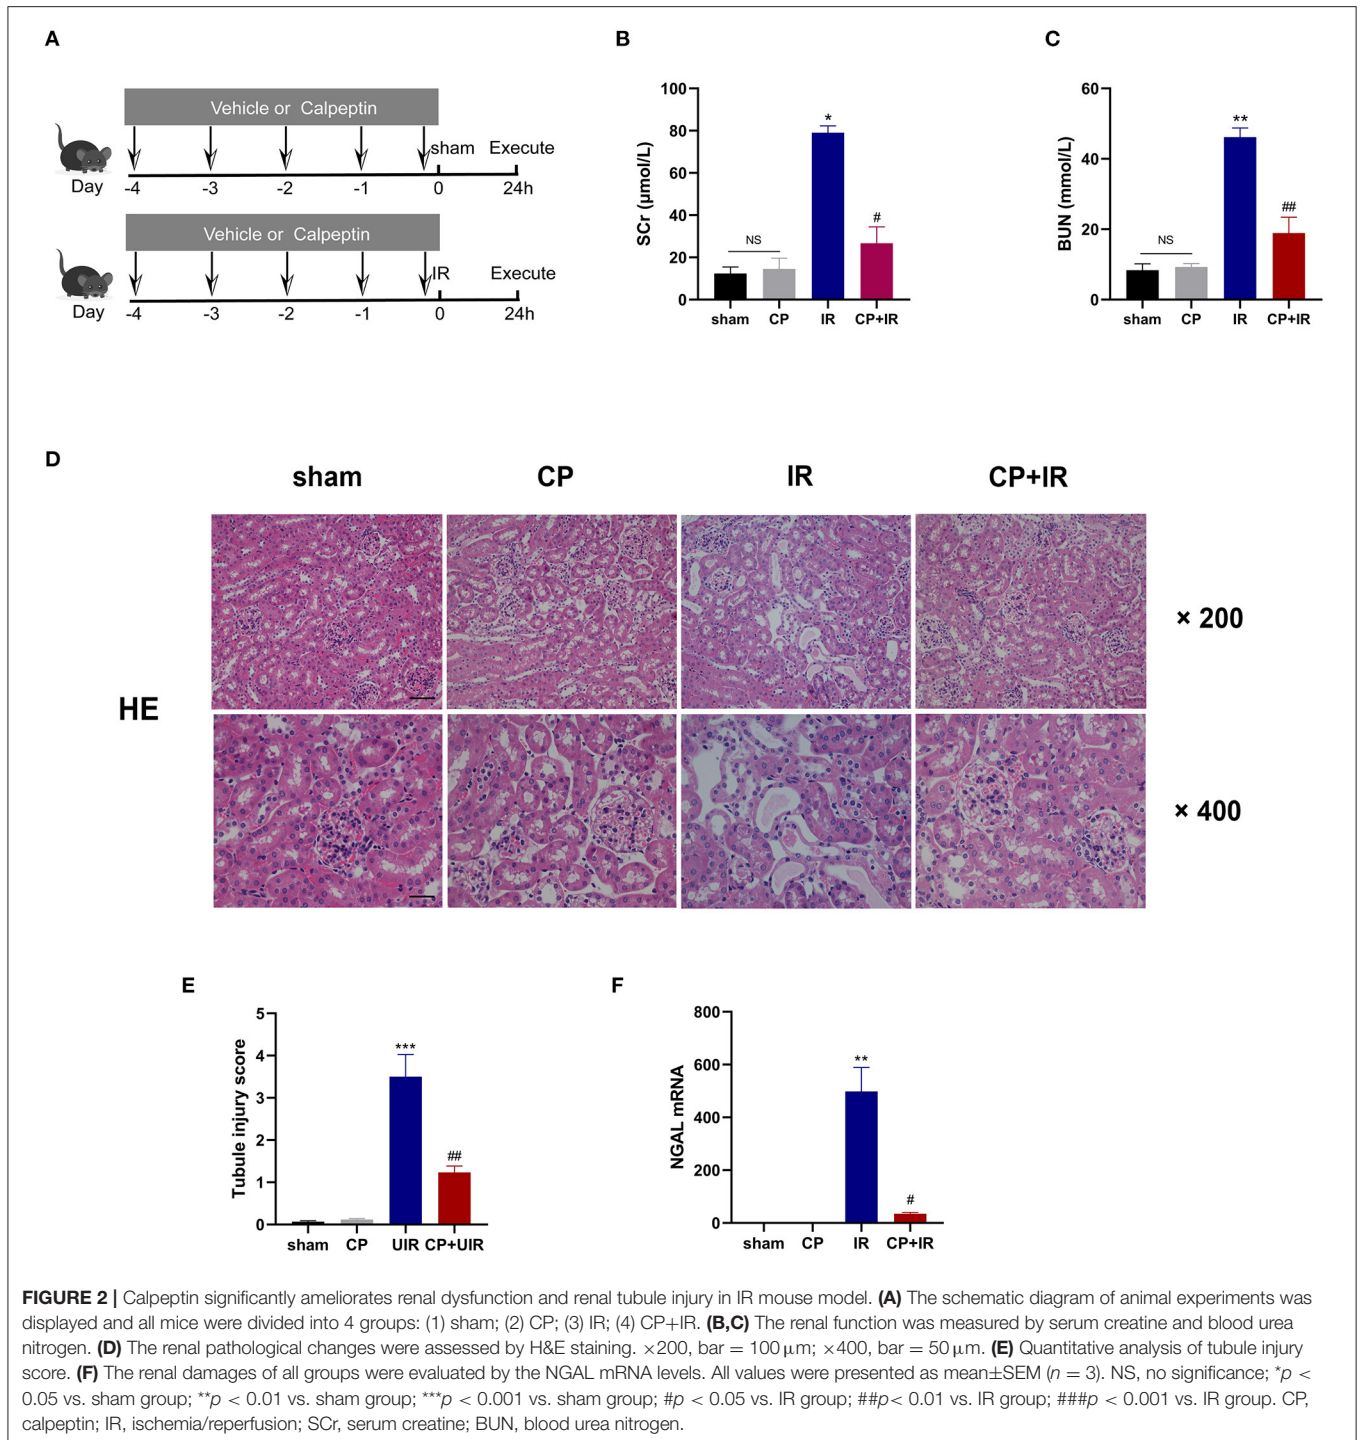 A
Vehicle or Calpeptin
sham Execute
Day -4 -3 -2 -1 0 24h
Vehicle or Calpeptin
IR Execute
Day -4 -3 -2 -1 0 24h
B
SCr (μmol/L)
100
80
60
40
20
0
*
#
NS
sham CP IR CP+IR
C
BUN (mmol/L)
60
40
20
0
**
##
NS
sham CP IR CP+IR
D
sham CP IR CP+IR
HE
× 200
× 400
E
Tubule injury score
5
4
3
2
1
0
***
##
sham CP UIR CP+UIR
F
NGAL mRNA
800
600
400
200
0
**
#
sham CP IR CP+IR
FIGURE 2 | Calpeptin significantly ameliorates renal dysfunction and renal tubule injury in IR mouse model. (A) The schematic diagram of animal experiments was
displayed and all mice were divided into 4 groups: (1) sham; (2) CP; (3) IR; (4) CP+IR. (B,C) The renal function was measured by serum creatine and blood urea
nitrogen. (D) The renal pathological changes were assessed by H&E staining. ×200, bar = 100 μm; ×400, bar = 50 μm. (E) Quantitative analysis of tubule injury
score. (F) The renal damages of all groups were evaluated by the NGAL mRNA levels. All values were presented as mean±SEM (n = 3). NS, no significance; *p <
0.05 vs. sham group; **p < 0.01 vs. sham group; ***p < 0.001 vs. sham group; #p < 0.05 vs. IR group; ##p< 0.01 vs. IR group; ###p < 0.001 vs. IR group. CP,
calpeptin; IR, ischemia/reperfusion; SCr, serum creatine; BUN, blood urea nitrogen.